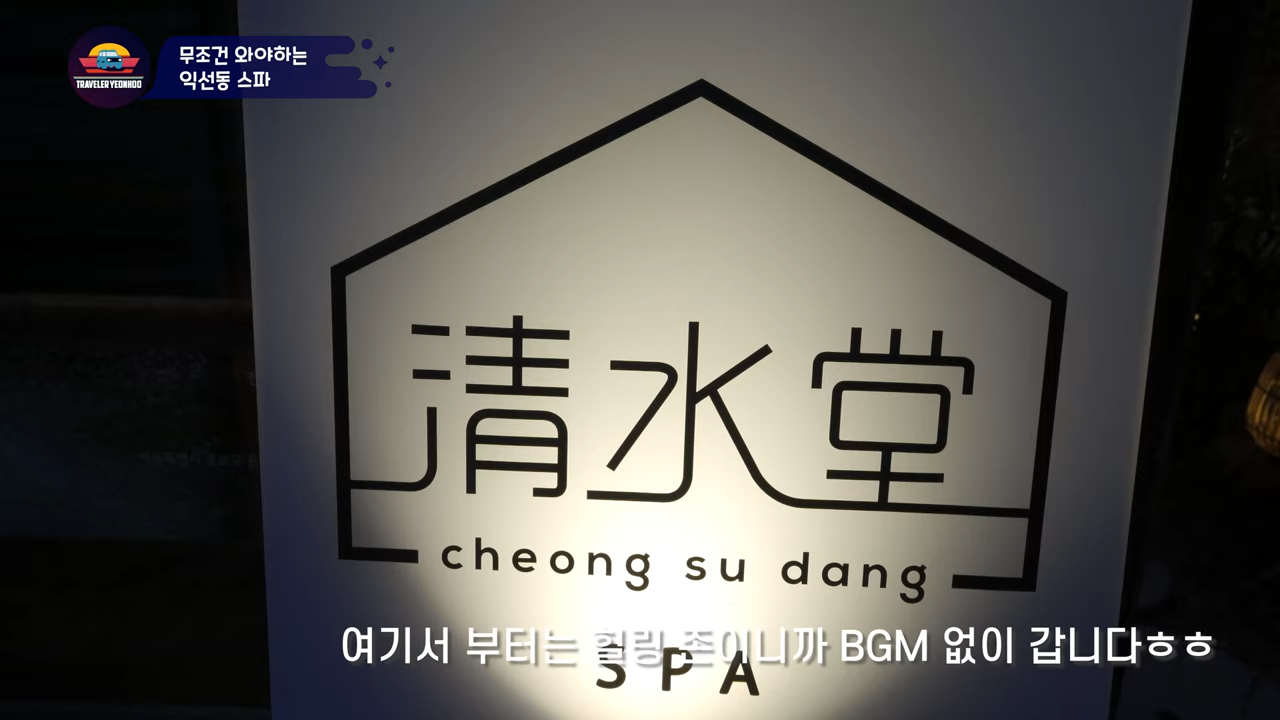 TRAVELER YEONHOO
무조건 와야하는
익선동 스파
清水堂
cheong su dang
SPA
여기서 부터는 힐링 존이니까 BGM 없이 갑니다ㅎㅎ